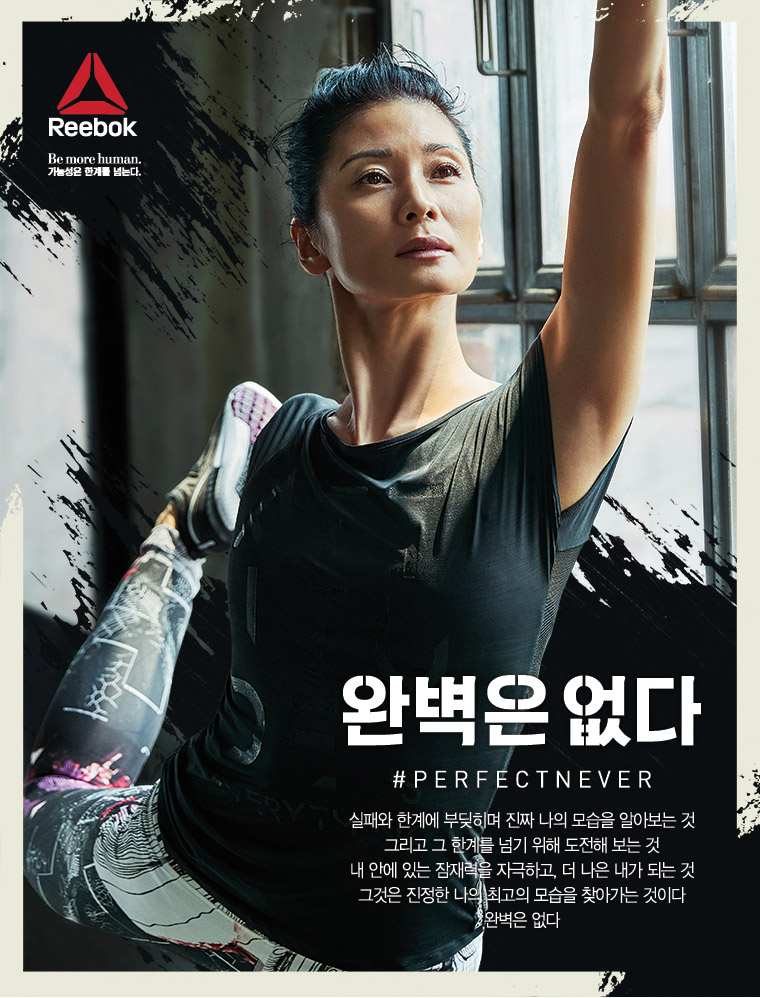 Reebok
Be more human.
가능성은 한계를 넘는다.
완벽은 없다
#PERFECTNEVER
실패와 한계에 부딪히며 진짜 나의 모습을 알아보는 것
그리고 그 한계를 넘기 위해 도전해 보는 것
내 안에 있는 잠재력을 자극하고, 더 나은 내가 되는 것
그것은 진정한 나의 최고의 모습을 찾아가는 것이다
완벽은 없다